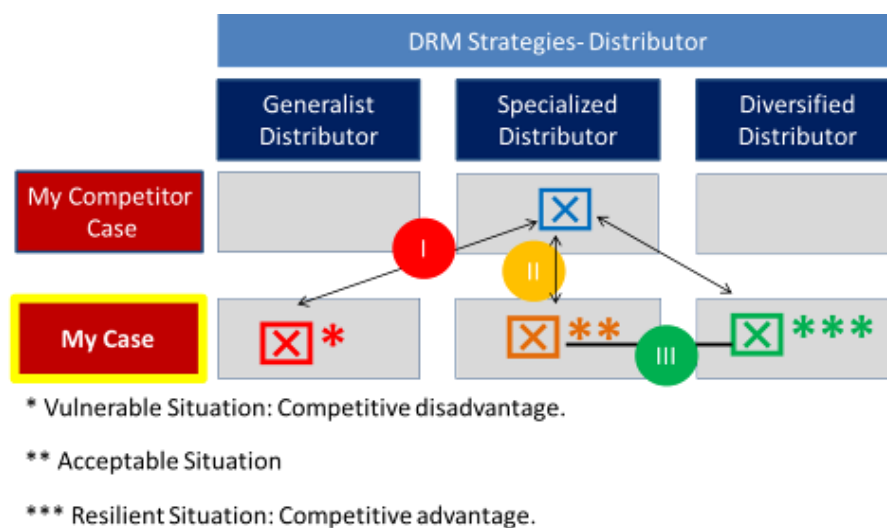 DRM Strategies- Distributor
Generalist
Distributor
Specialized
Distributor
Diversified
Distributor
My Competitor
Case
I
II
My Case
*
**
III
***
* Vulnerable Situation: Competitive disadvantage.
** Acceptable Situation
*** Resilient Situation: Competitive advantage.